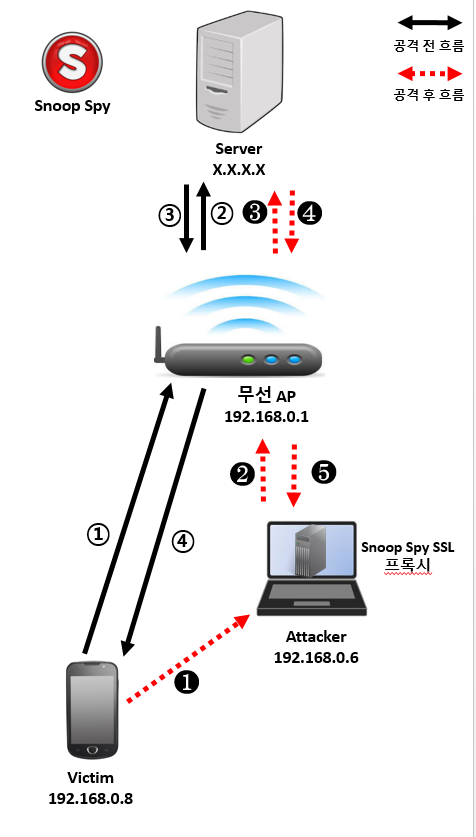 S
Snoop Spy
공격 전 흐름
공격 후 흐름
Server
X.X.X.X
③
②
❸
❹
무선 AP
192.168.0.1
①
④
❷
❺
Snoop Spy SSL
프록시
Attacker
192.168.0.6
❶
Victim
192.168.0.8